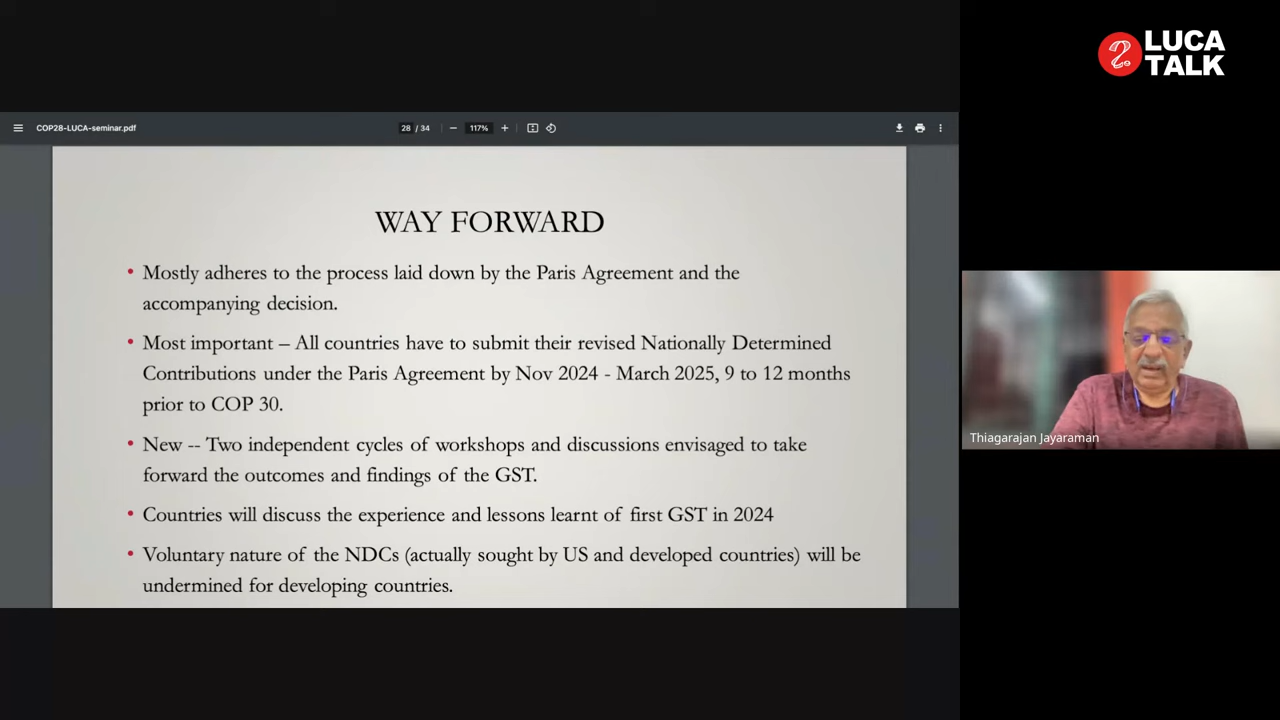 LUCA
TALK
COP28-LUCA-seminar.pdf
28 / 34
117%
WAY FORWARD
• Mostly adheres to the process laid down by the Paris Agreement and the
accompanying decision.
• Most important – All countries have to submit their revised Nationally Determined
Contributions under the Paris Agreement by Nov 2024 - March 2025, 9 to 12 months
prior to COP 30.
• New -- Two independent cycles of workshops and discussions envisaged to take
forward the outcomes and findings of the GST.
• Countries will discuss the experience and lessons learnt of first GST in 2024
• Voluntary nature of the NDCs (actually sought by US and developed countries) will be
undermined for developing countries.
Thiagarajan Jayaraman